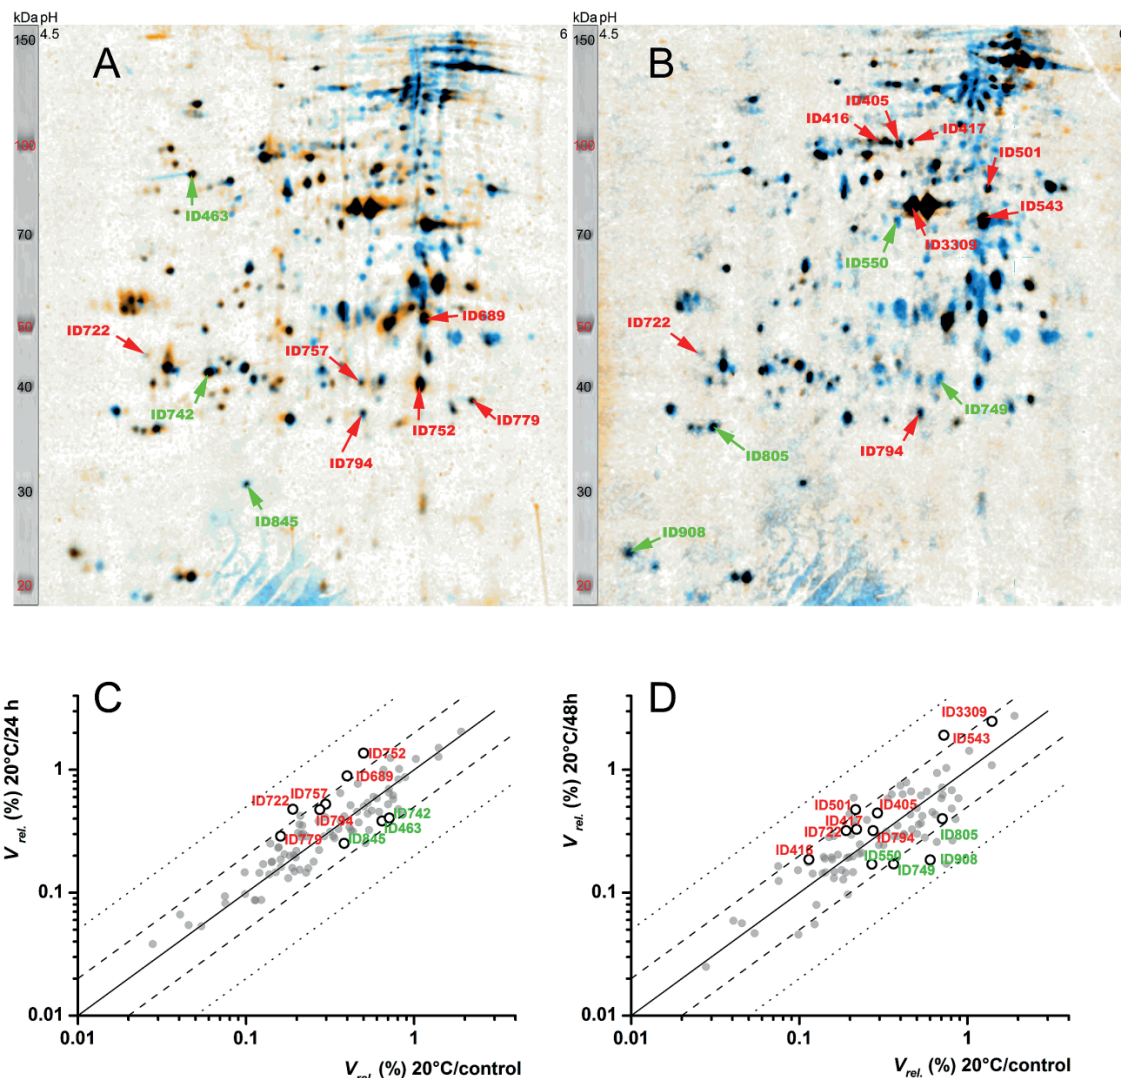 kDa pH
4.5
6
A
150
100
70
50
40
30
20
ID463
ID722
ID689
ID757
ID742
ID752
ID779
ID794
ID845
kDa pH
4.5
B
150
100
70
50
40
30
20
ID405
ID416
ID417
ID501
ID543
ID3309
ID550
ID722
ID749
ID794
ID805
ID908
C
V rel. (%) 20°C/24 h
1
0.1
0.01
0.01
0.1
1
V rel. (%) 20°C/control
ID752
ID689
ID757
ID722
ID794
ID742
ID463
ID779
ID845
D
V rel. (%) 20°C/48h
1
0.1
0.01
0.01
0.1
1
V rel. (%) 20°C/control
ID3309
ID543
ID501
ID405
ID417
ID722
ID794
ID805
ID416
ID550
ID908
ID749